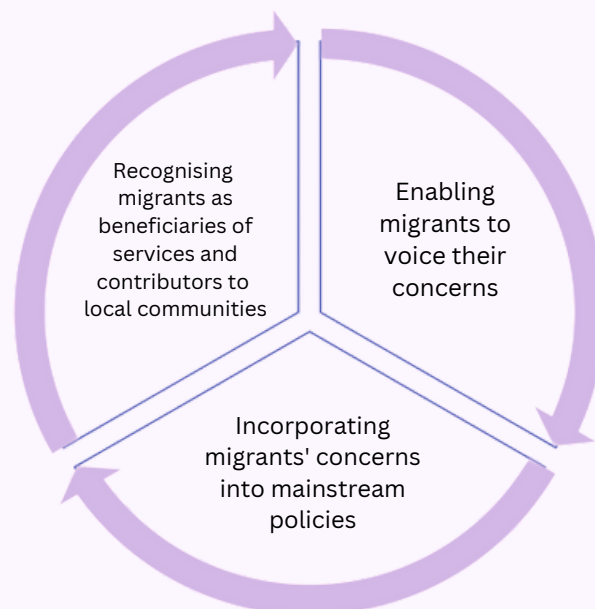 Recognising
migrants as
beneficiaries of
services and
contributors to
local communities
Enabling
migrants to
voice their
concerns
Incorporating
migrants' concerns
into mainstream
policies